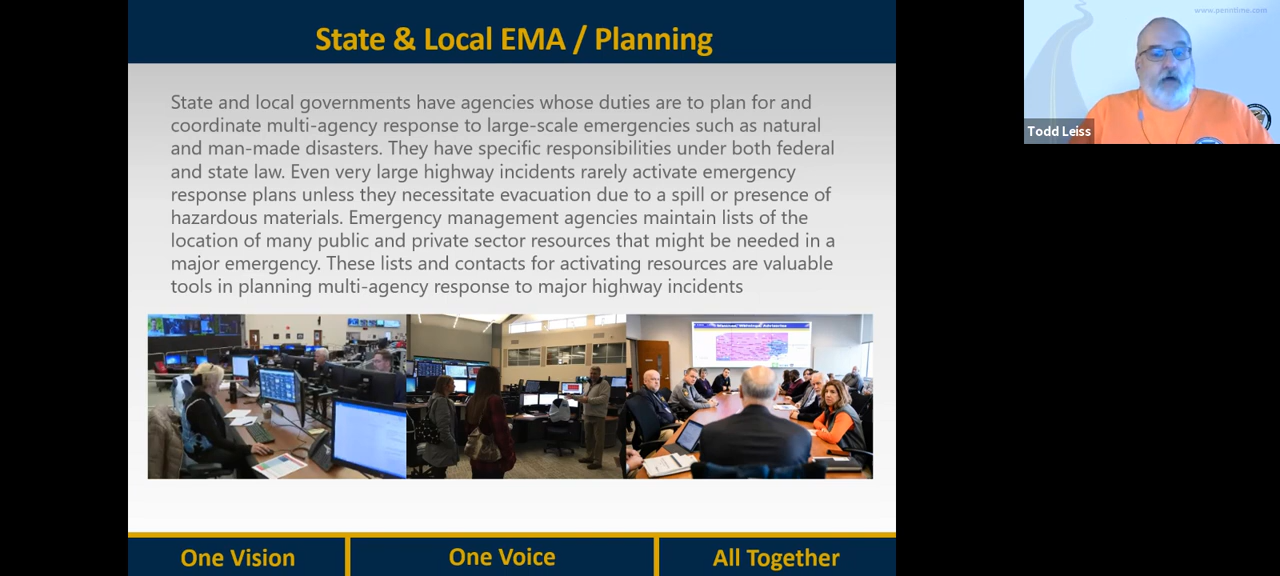 State & Local EMA / Planning
www.penntime.com
Todd Leiss
State and local governments have agencies whose duties are to plan for and
coordinate multi-agency response to large-scale emergencies such as natural
and man-made disasters. They have specific responsibilities under both federal
and state law. Even very large highway incidents rarely activate emergency
response plans unless they necessitate evacuation due to a spill or presence of
hazardous materials. Emergency management agencies maintain lists of the
location of many public and private sector resources that might be needed in a
major emergency. These lists and contacts for activating resources are valuable
tools in planning multi-agency response to major highway incidents
One Vision
One Voice
All Together